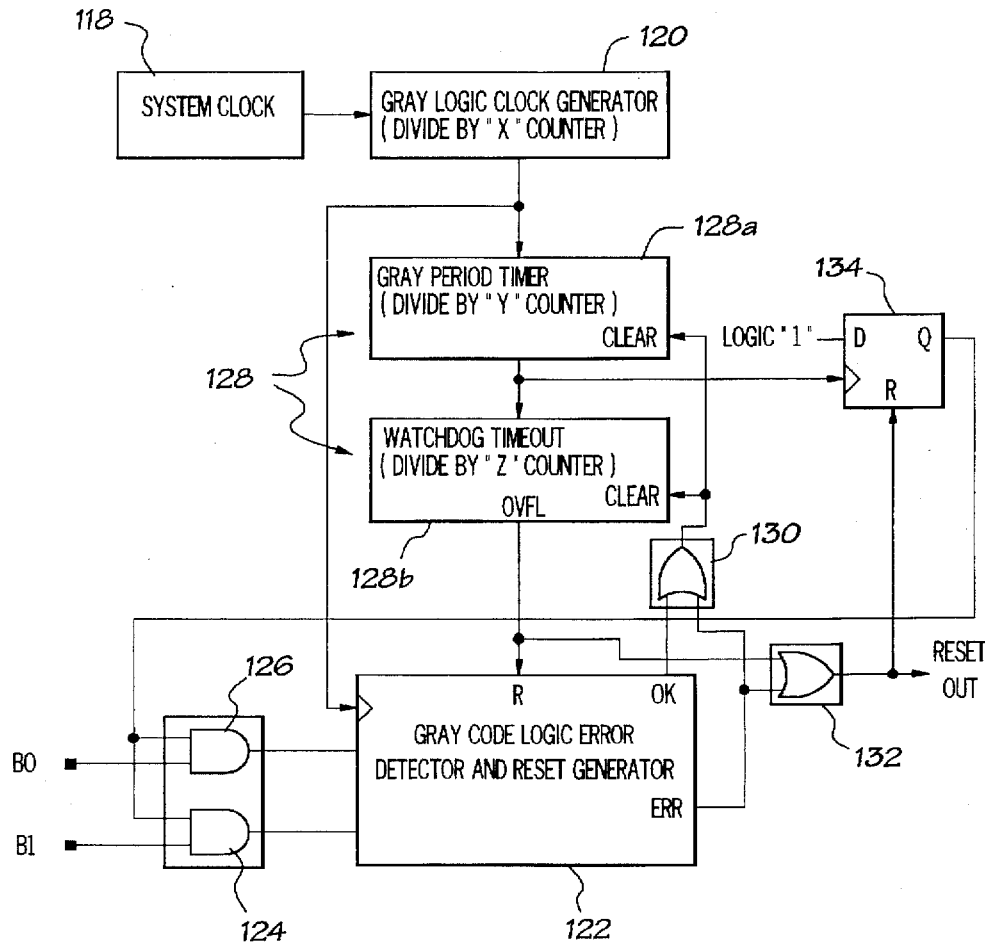 118
120
SYSTEM CLOCK
GRAY LOGIC CLOCK GENERATOR
( DIVIDE BY " X " COUNTER )
128a
GRAY PERIOD TIMER
( DIVIDE BY " Y " COUNTER )
CLEAR
134
LOGIC "1"
D
Q
R
128
WATCHDOG TIMEOUT
( DIVIDE BY " Z " COUNTER )
CLEAR
OVFL
128b
130
126
R
OK
RESET
OUT
GRAY CODE LOGIC ERROR
DETECTOR AND RESET GENERATOR
132
B0
ERR
B1
124
122